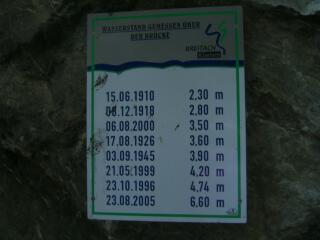 WASSERSTAND GEMESSEN ÜBER
DER BRÜCKE
BREITACH
Klamm
15.06.1910 2,30 m
08.12.1918 2,80 m
06.08.2000 3,50 m
17.08.1926 3,60 m
03.09.1945 3,90 m
21.05.1999 4,20 m
23.10.1996 4,74 m
23.08.2005 6,60 m